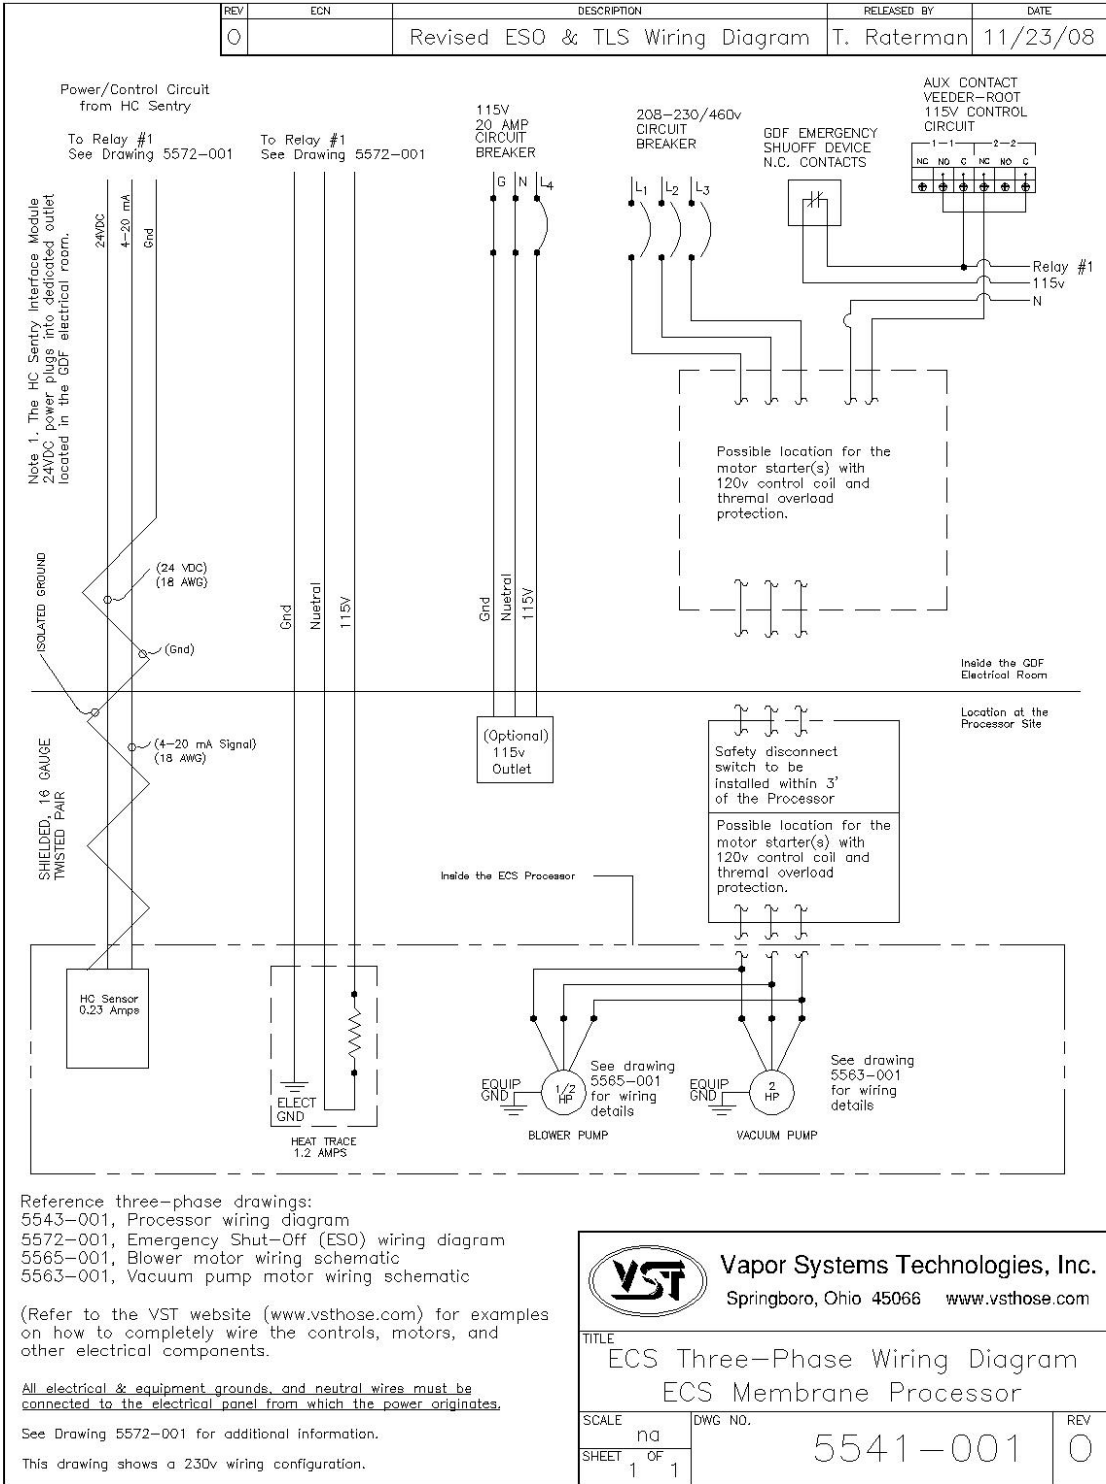 REV ECN DESCRIPTION RELEASED BY DATE
O Revised ESO & TLS Wiring Diagram T. Raterman 11/23/08
Power/Control Circuit
from HC Sentry
To Relay #1
See Drawing 5572-001
To Relay #1
See Drawing 5572-001
115V
20 AMP
CIRCUIT
BREAKER
G N L4
208-230/460v
CIRCUIT
BREAKER
L1 L2 L3
GDF EMERGENCY
SHUOFF DEVICE
N.C. CONTACTS
AUX CONTACT
VEEDER-ROOT
115V CONTROL
CIRCUIT
1-1 2-2
NC NO C NC NO C
Relay #1
115v
N
Note 1. The HC Sentry Interface Module
24VDC power plugs into dedicated outlet
located in the GDF electrical room.
24VDC
4-20 mA
Gnd
Possible location for the
motor starter(s) with
120v control coil and
thremal overload
protection.
ISOLATED GROUND
(24 VDC)
(18 AWG)
(Gnd)
Gnd
Nuetral
115V
Gnd
Nuetral
115V
Inside the GDF
Electrical Room
Location at the
Processor Site
(4-20 mA Signal)
(18 AWG)
SHIELDED, 16 GAUGE
TWISTED PAIR
(Optional)
115v
Outlet
Safety disconnect
switch to be
installed within 3'
of the Processor
Possible location for the
motor starter(s) with
120v control coil and
thremal overload
protection.
Inside the ECS Processor
HC Sensor
0.23 Amps
ELECT
GND
HEAT TRACE
1.2 AMPS
EQUIP
GND
1/2
HP
See drawing
5565-001
for wiring
details
BLOWER PUMP
EQUIP
GND
2
HP
See drawing
5563-001
for wiring
details
VACUUM PUMP
Reference three-phase drawings:
5543-001, Processor wiring diagram
5572-001, Emergency Shut-Off (ESO) wiring diagram
5565-001, Blower motor wiring schematic
5563-001, Vacuum pump motor wiring schematic
(Refer to the VST website (www.vsthose.com) for examples
on how to completely wire the controls, motors, and
other electrical components.
All electrical & equipment grounds, and neutral wires must be
connected to the electrical panel from which the power originates.
See Drawing 5572-001 for additional information.
This drawing shows a 230v wiring configuration.
VST
Vapor Systems Technologies, Inc.
Springboro, Ohio 45066 www.vsthose.com
TITLE
ECS Three-Phase Wiring Diagram
ECS Membrane Processor
SCALE
na
SHEET 1 OF 1
DWG NO.
5541-001
REV
O